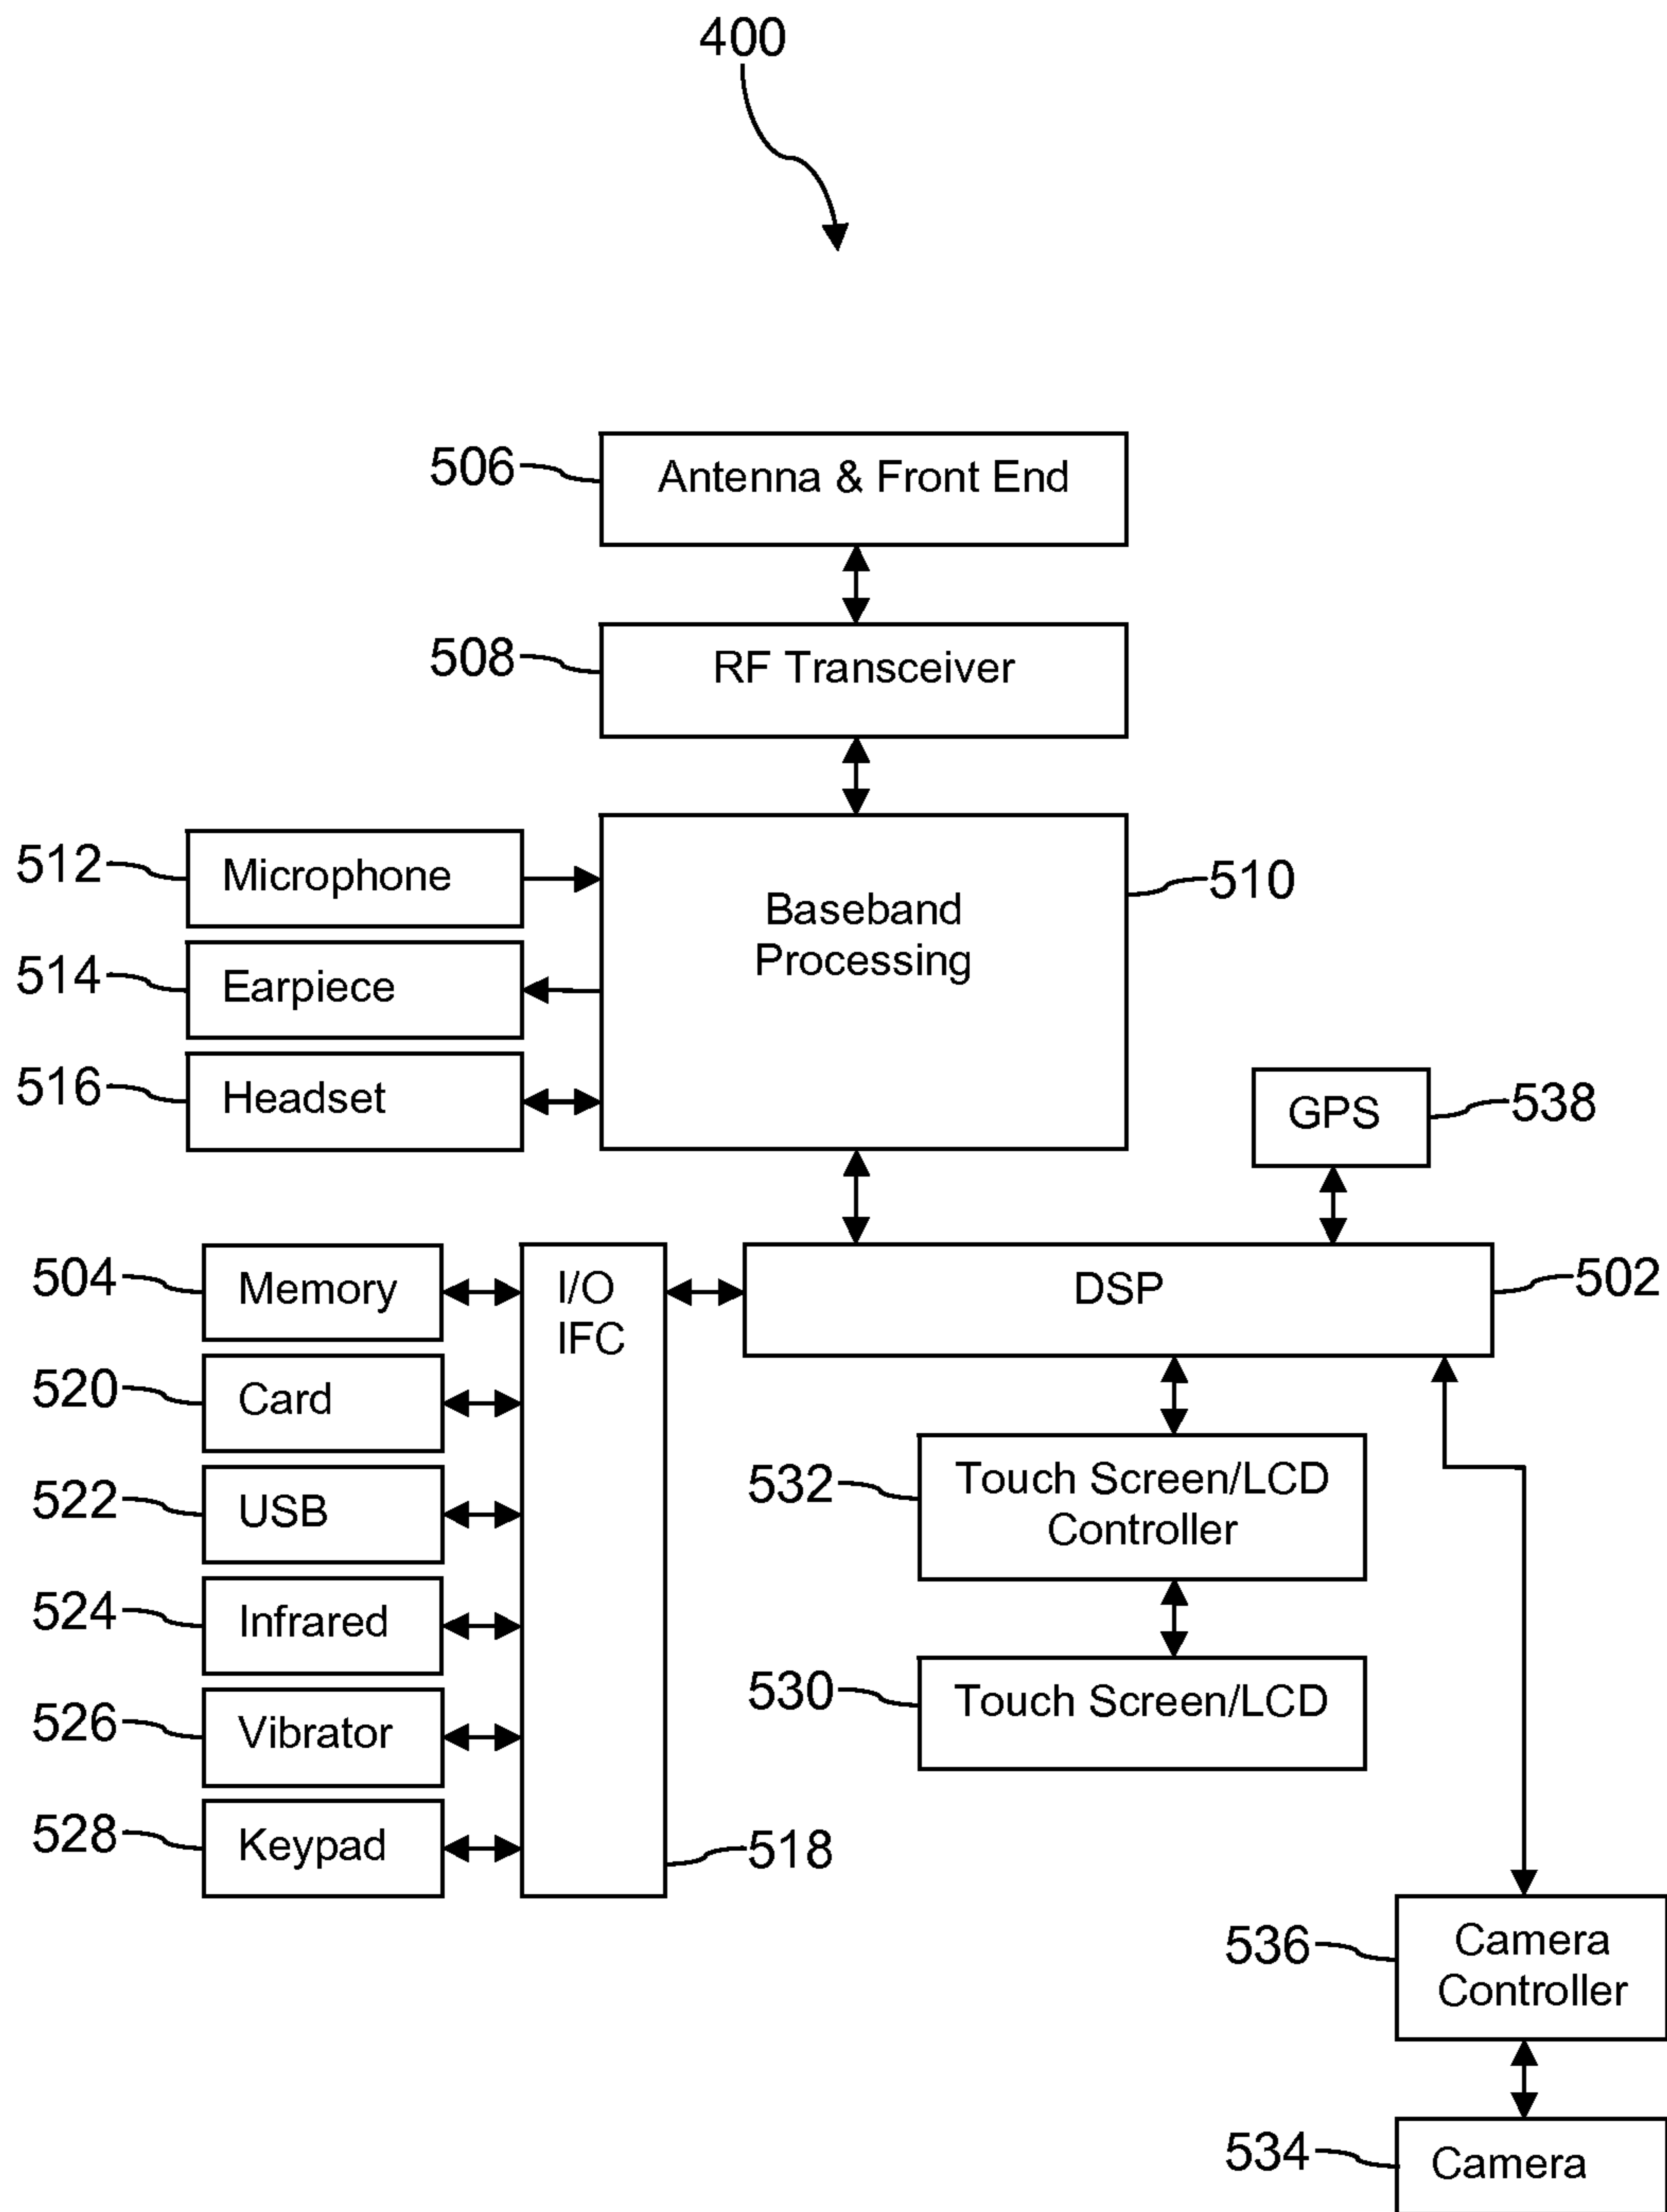 400
506
Antenna & Front End
508
RF Transceiver
512
Microphone
510
Baseband
Processing
514
Earpiece
516
Headset
GPS
538
504
Memory
I/O
IFC
DSP
502
520
Card
522
USB
532
Touch Screen/LCD
Controller
524
Infrared
530
Touch Screen/LCD
526
Vibrator
528
Keypad
518
536
Camera
Controller
534
Camera